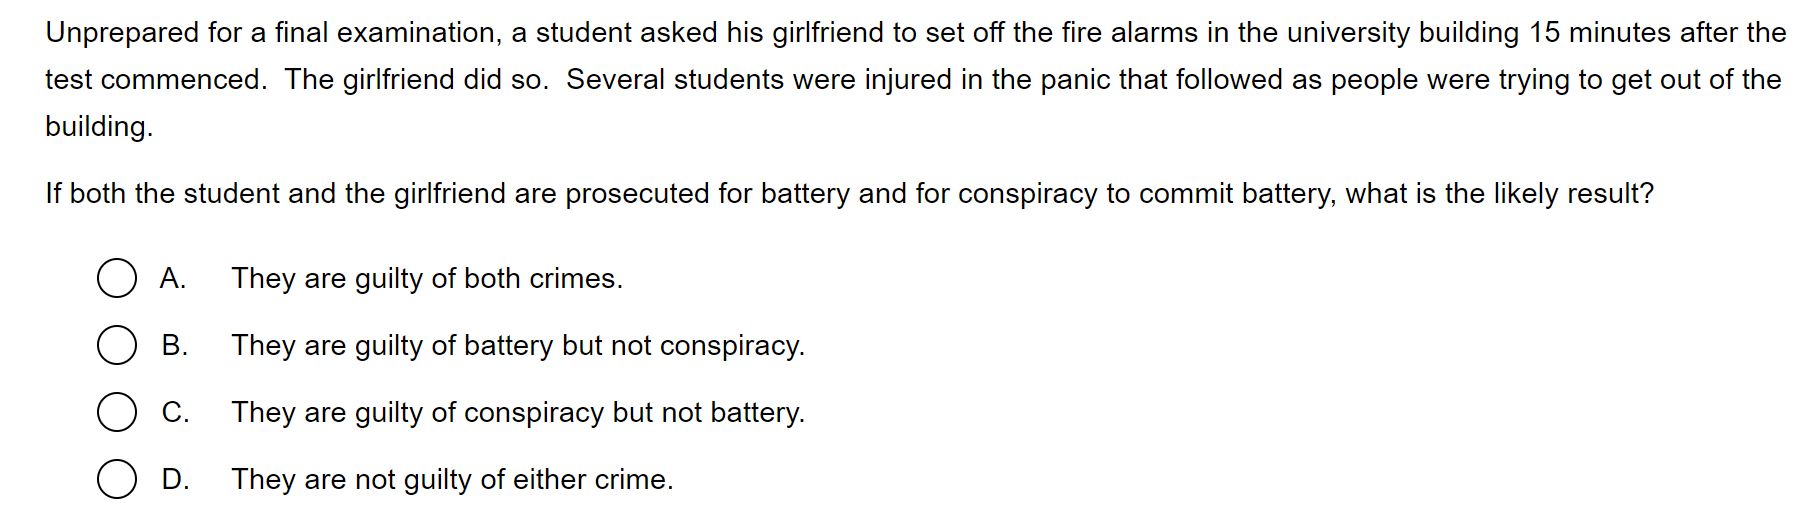 Unprepared for a final examination, a student asked his girlfriend to set off the fire alarms in the university building 15 minutes after the
test commenced.  The girlfriend did so.  Several students were injured in the panic that followed as people were trying to get out of the
building.
If both the student and the girlfriend are prosecuted for battery and for conspiracy to commit battery, what is the likely result?
A. They are guilty of both crimes.
B. They are guilty of battery but not conspiracy.
C. They are guilty of conspiracy but not battery.
D. They are not guilty of either crime.